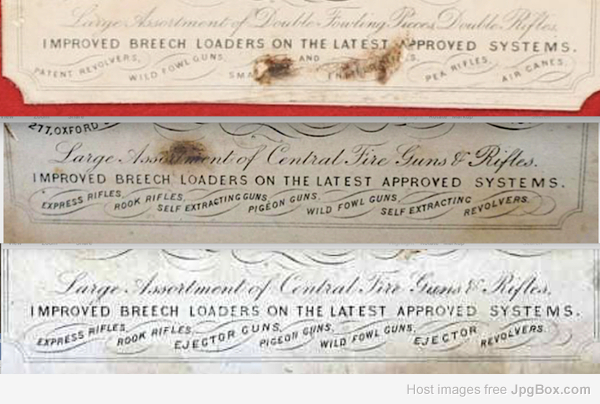 Large Assortment of Double Fowling Pieces, Double Rifles,
IMPROVED BREECH LOADERS ON THE LATEST APPROVED SYSTEMS.
PATENT REVOLVERS, WILD FOWL GUNS, AND PEA RIFLES, AIR CANES,
277, OXFORD
Large Assortment of Central Fire Guns & Rifles.
IMPROVED BREECH LOADERS ON THE LATEST APPROVED SYSTEMS.
EXPRESS RIFLES, ROOK RIFLES, SELF EXTRACTING GUNS, PIGEON GUNS, WILD FOWL GUNS, SELF EXTRACTING REVOLVERS.
Large Assortment of Central Fire Guns & Rifles,
IMPROVED BREECH LOADERS ON THE LATEST APPROVED SYSTEMS.
EXPRESS RIFLES, ROOK RIFLES, EJECTOR GUNS, PIGEON GUNS, WILD FOWL GUNS, EJECTOR REVOLVERS.
Host images free JpgBox.com